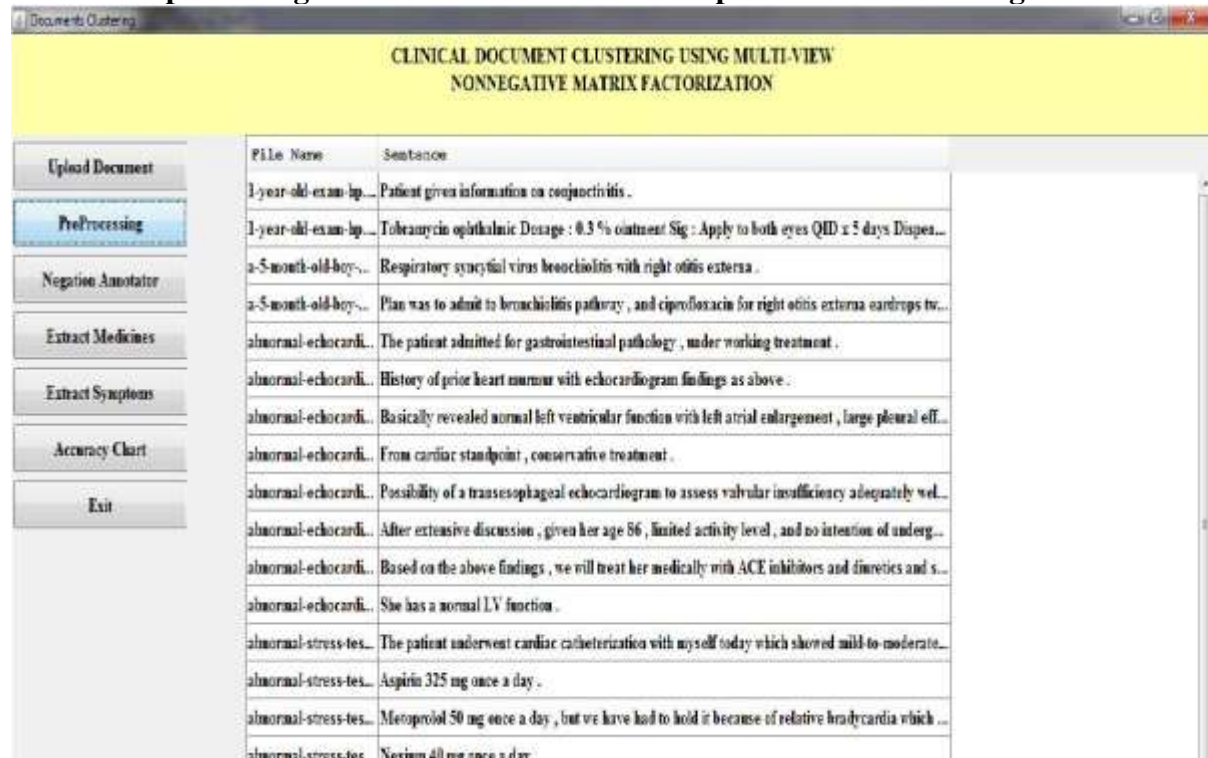 Documents Clustering
CLINICAL DOCUMENT CLUSTERING USING MULTI-VIEW
NONNEGATIVE MATRIX FACTORIZATION
Upload Document
PreProcessing
Negation Annotator
Extract Medicines
Extract Symptoms
Accuracy Chart
Exit
File Name Sentence
1-year-old-exam-hp... Patient given information on conjunctivitis .
1-year-old-exam-hp... Tobramycin ophthalmic Dosage : 0.3 % ointment Sig : Apply to both eyes QID x 5 days Dispen...
a-5-month-old-boy-... Respiratory syncytial virus bronchiolitis with right otitis externa .
a-5-month-old-boy-... Plan was to admit to bronchiolitis pathway , and ciprofloxacin for right otitis externa eardrops tw...
abnormal-echocardi... The patient admitted for gastrointestinal pathology , under working treatment .
abnormal-echocardi... History of prior heart murmur with echocardiogram findings as above .
abnormal-echocardi... Basically revealed normal left ventricular function with left atrial enlargement , large pleural eff...
abnormal-echocardi... From cardiac standpoint , conservative treatment .
abnormal-echocardi... Possibility of a transesophageal echocardiogram to assess valvular insufficiency adequately wel...
abnormal-echocardi... After extensive discussion , given her age 86 , limited activity level , and no intention of underg...
abnormal-echocardi... Based on the above findings , we will treat her medically with ACE inhibitors and diuretics and s...
abnormal-echocardi... She has a normal LV function .
abnormal-stress-tes... The patient underwent cardiac catheterization with myself today which showed mild-to-moderate...
abnormal-stress-tes... Aspirin 325 mg once a day .
abnormal-stress-tes... Metoprolol 50 mg once a day , but we have had to hold it because of relative bradycardia which ...
abnormal-stress-tes... Nexium 40 mg once a day